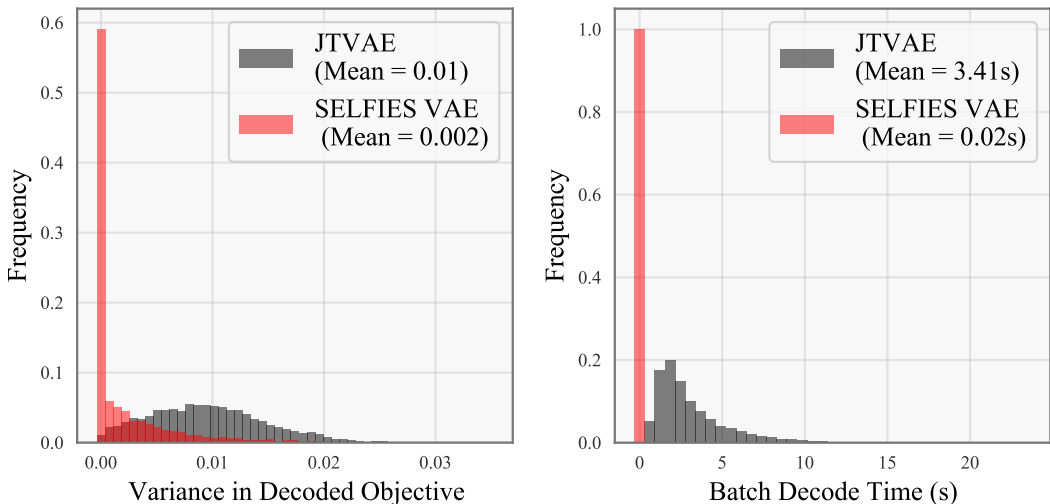 0.6
0.5
0.4
0.3
0.2
0.1
0.0
Frequency
JTVAE
(Mean = 0.01)
SELFIES VAE
(Mean = 0.002)
0.00
0.01
0.02
0.03
Variance in Decoded Objective
1.0
0.8
0.6
0.4
0.2
0.0
Frequency
JTVAE
(Mean = 3.41s)
SELFIES VAE
(Mean = 0.02s)
0
5
10
15
20
Batch Decode Time (s)